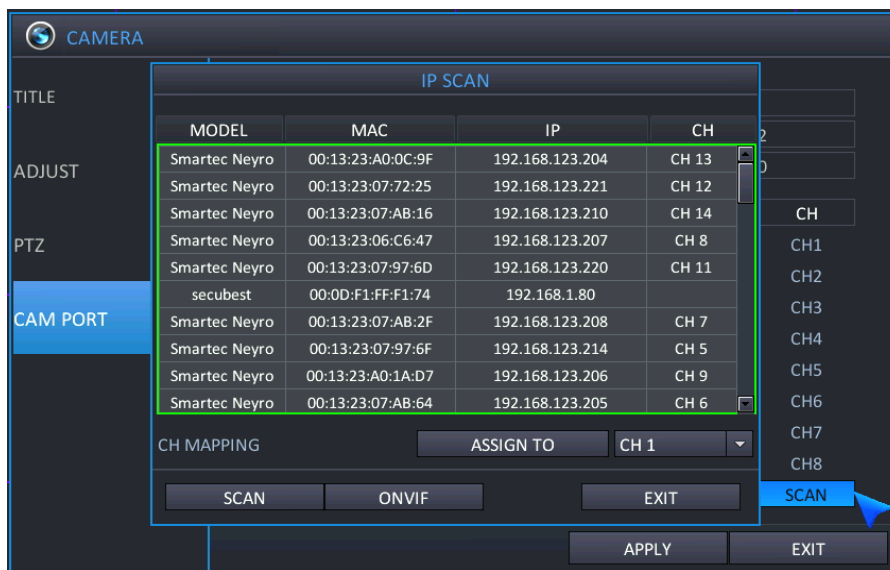 CAMERA
IP SCAN
TITLE
MODEL MAC IP CH
2
Smartec Neyro 00:13:23:A0:0C:9F 192.168.123.204 CH 13
0
ADJUST
Smartec Neyro 00:13:23:07:72:25 192.168.123.221 CH 12
Smartec Neyro 00:13:23:07:AB:16 192.168.123.210 CH 14
CH
PTZ
Smartec Neyro 00:13:23:06:C6:47 192.168.123.207 CH 8
CH1
Smartec Neyro 00:13:23:07:97:6D 192.168.123.220 CH 11
CH2
secubest 00:0D:F1:FF:F1:74 192.168.1.80
CH3
CAM PORT
Smartec Neyro 00:13:23:07:AB:2F 192.168.123.208 CH 7
CH4
Smartec Neyro 00:13:23:07:97:6F 192.168.123.214 CH 5
CH5
Smartec Neyro 00:13:23:A0:1A:D7 192.168.123.206 CH 9
CH6
Smartec Neyro 00:13:23:07:AB:64 192.168.123.205 CH 6
CH7
CH MAPPING ASSIGN TO CH 1
CH8
SCAN ONVIF EXIT
SCAN
APPLY EXIT